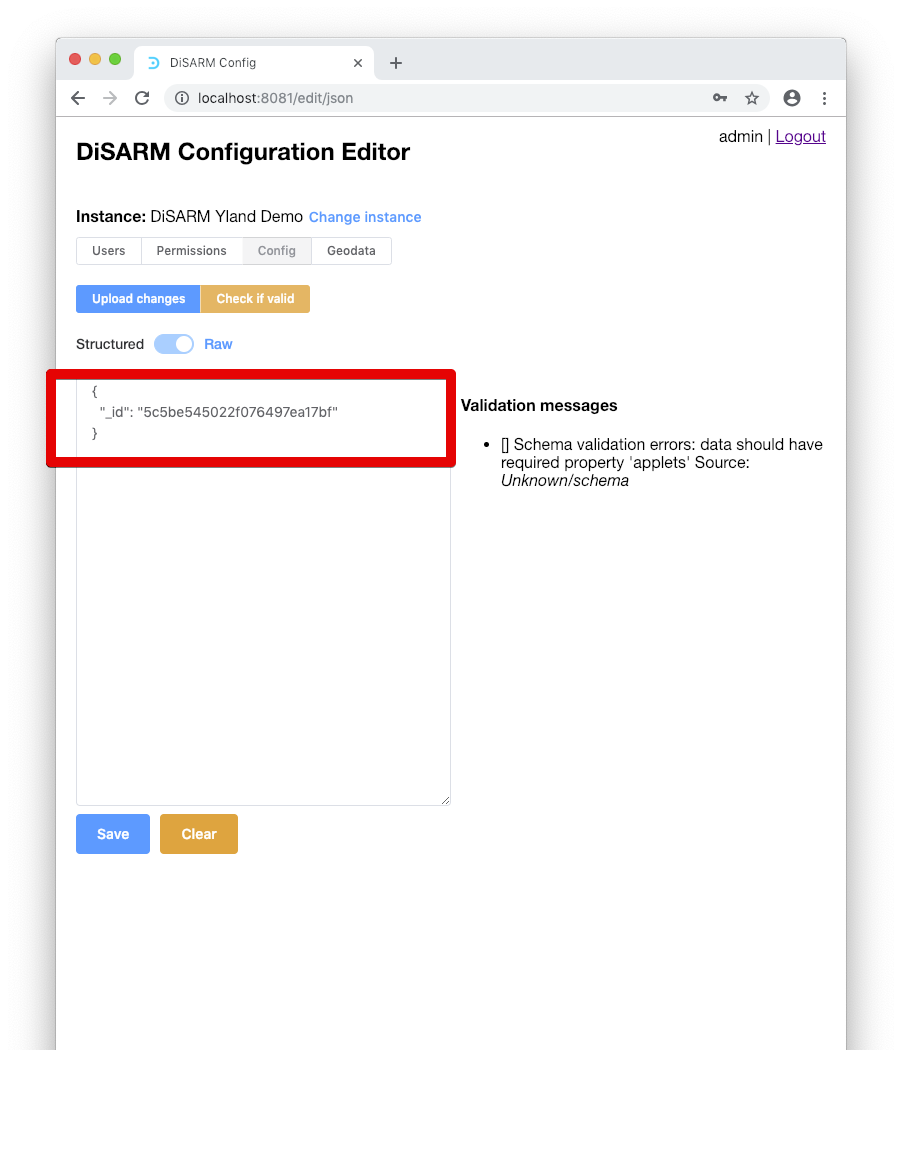 DiSARM Config
localhost:8081/edit/json
admin | Logout
DiSARM Configuration Editor
Instance: DiSARM Yland Demo Change instance
Users Permissions Config Geodata
Upload changes Check if valid
Structured Raw
{
"_id": "5c5be545022f076497ea17bf"
}
Validation messages
[] Schema validation errors: data should have
required property 'applets' Source:
Unknown/schema
Save Clear